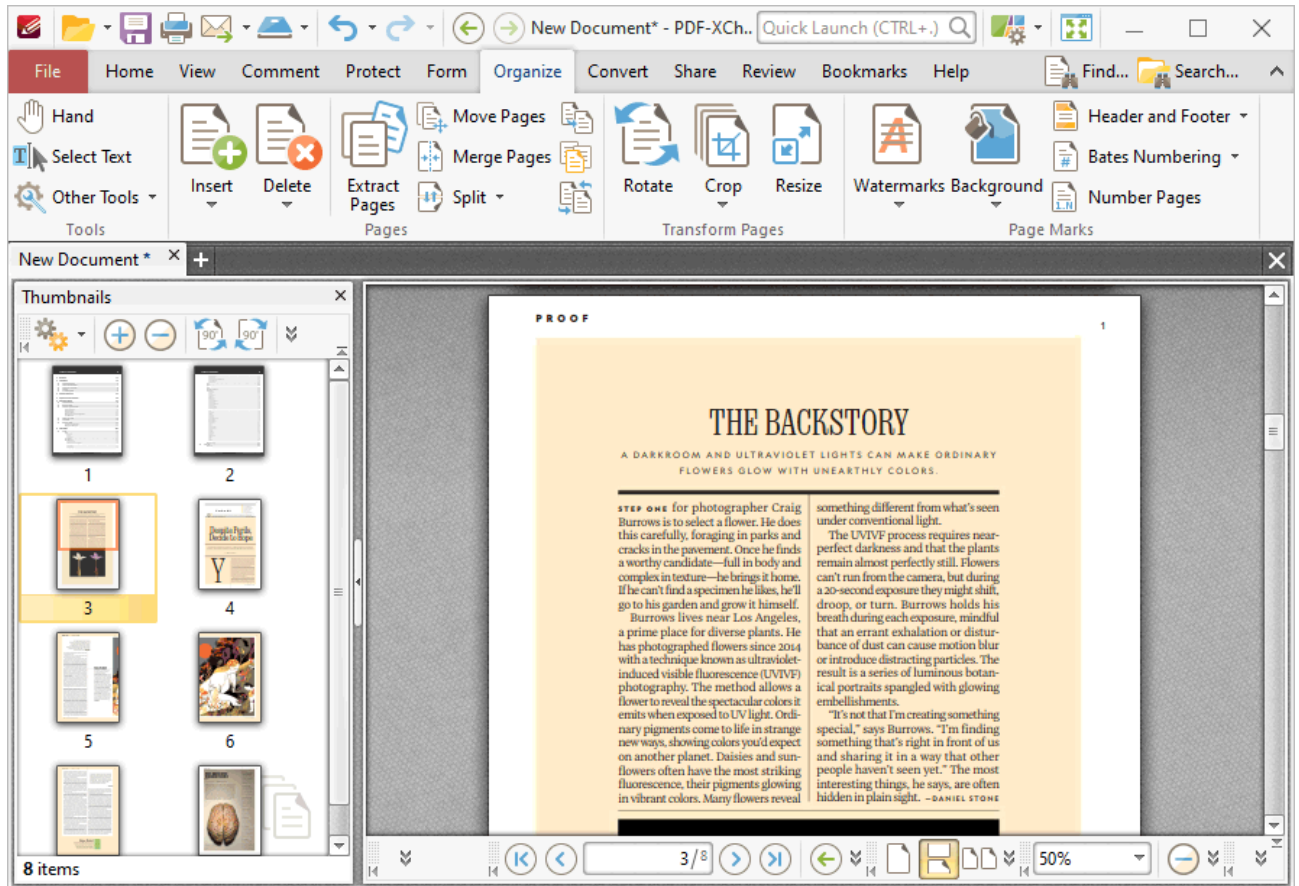 New Document* - PDF-XCh..
Quick Launch (CTRL+.)
File Home View Comment Protect Form Organize Convert Share Review Bookmarks Help Find... Search...
Hand
Select Text
Other Tools
Tools
Insert
Delete
Extract
Pages
Move Pages
Merge Pages
Split
Pages
Rotate
Crop
Resize
Transform Pages
Watermarks
Background
Header and Footer
Bates Numbering
Number Pages
Page Marks
New Document *
Thumbnails
90°
90°
1
2
3
Despite Perils,
Decide to Hope
Y
4
5
6
8 items
PROOF
1
THE BACKSTORY
A DARKROOM AND ULTRAVIOLET LIGHTS CAN MAKE ORDINARY
FLOWERS GLOW WITH UNEARTHLY COLORS.
STEP ONE for photographer Craig
Burrows is to select a flower. He does
this carefully, foraging in parks and
cracks in the pavement. Once he finds
a worthy candidate—full in body and
complex in texture—he brings it home.
If he can't find a specimen he likes, he'll
go to his garden and grow it himself.
Burrows lives near Los Angeles,
a prime place for diverse plants. He
has photographed flowers since 2014
with a technique known as ultraviolet-
induced visible fluorescence (UVIVF)
photography. The method allows a
flower to reveal the spectacular colors it
emits when exposed to UV light. Ordi-
nary pigments come to life in strange
new ways, showing colors you'd expect
on another planet. Daisies and sun-
flowers often have the most striking
fluorescence, their pigments glowing
in vibrant colors. Many flowers reveal
something different from what's seen
under conventional light.
The UVIVF process requires near-
perfect darkness and that the plants
remain almost perfectly still. Flowers
can't run from the camera, but during
a 20-second exposure they might shift,
droop, or turn. Burrows holds his
breath during each exposure, mindful
that an errant exhalation or distur-
bance of dust can cause motion blur
or introduce distracting particles. The
result is a series of luminous botan-
ical portraits spangled with glowing
embellishments.
"It's not that I'm creating something
special," says Burrows. "I'm finding
something that's right in front of us
and sharing it in a way that other
people haven't seen yet." The most
interesting things, he says, are often
hidden in plain sight. —DANIEL STONE
3/8
50%